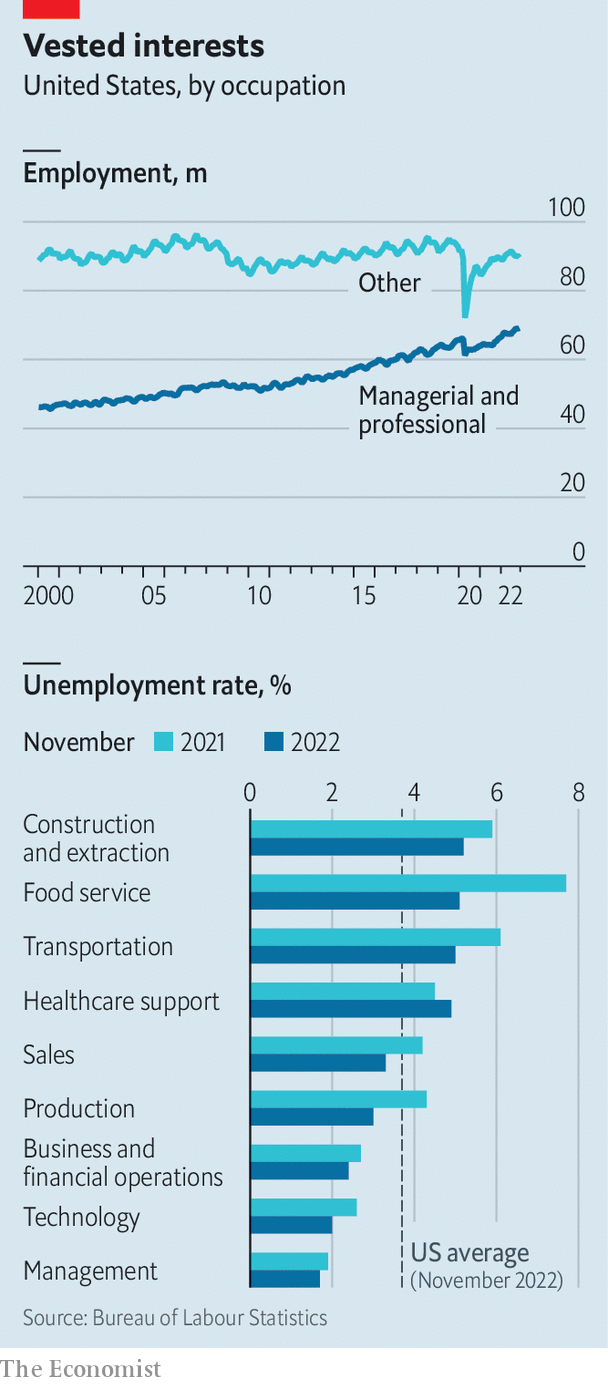 Vested interests
United States, by occupation
Employment, m
100
Other
80
60
Managerial and
professional
40
20
0
2000 05 10 15 20 22
Unemployment rate, %
November 2021 2022
0 2 4 6 8
Construction
and extraction
Food service
Transportation
Healthcare support
Sales
Production
Business and
financial operations
Technology
Management
US average
(November 2022)
Source: Bureau of Labour Statistics
The Economist